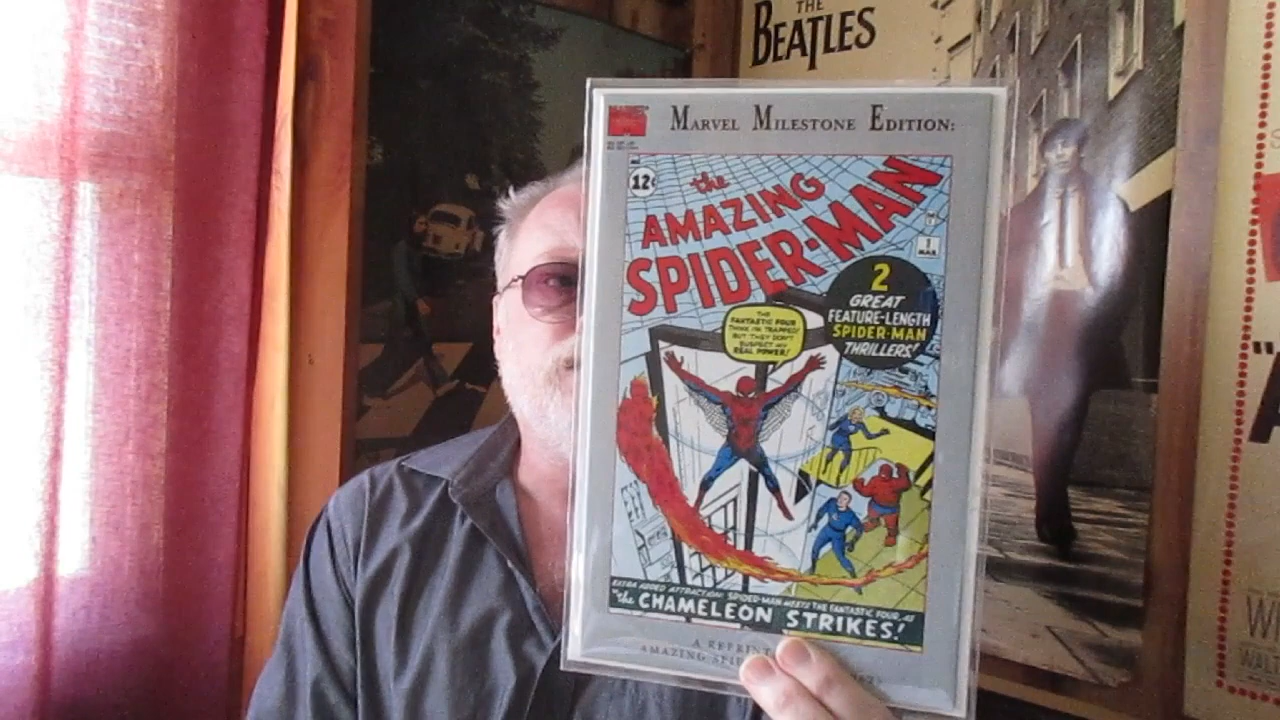 THE
BEATLES
MARVEL MILESTONE EDITION:
12¢
the
AMAZING
SPIDER-MAN
1
MAR.
2
GREAT
FEATURE-LENGTH
SPIDER-MAN
THRILLERS!
THE
FANTASTIC FOUR
THINK I'M TRAPPED!
BUT THEY DON'T
SUSPECT MY
REAL POWER!
EXTRA ADDED ATTRACTION: SPIDER-MAN MEETS THE FANTASTIC FOUR, AS
"the CHAMELEON STRIKES!
A REPRINT
AMAZING